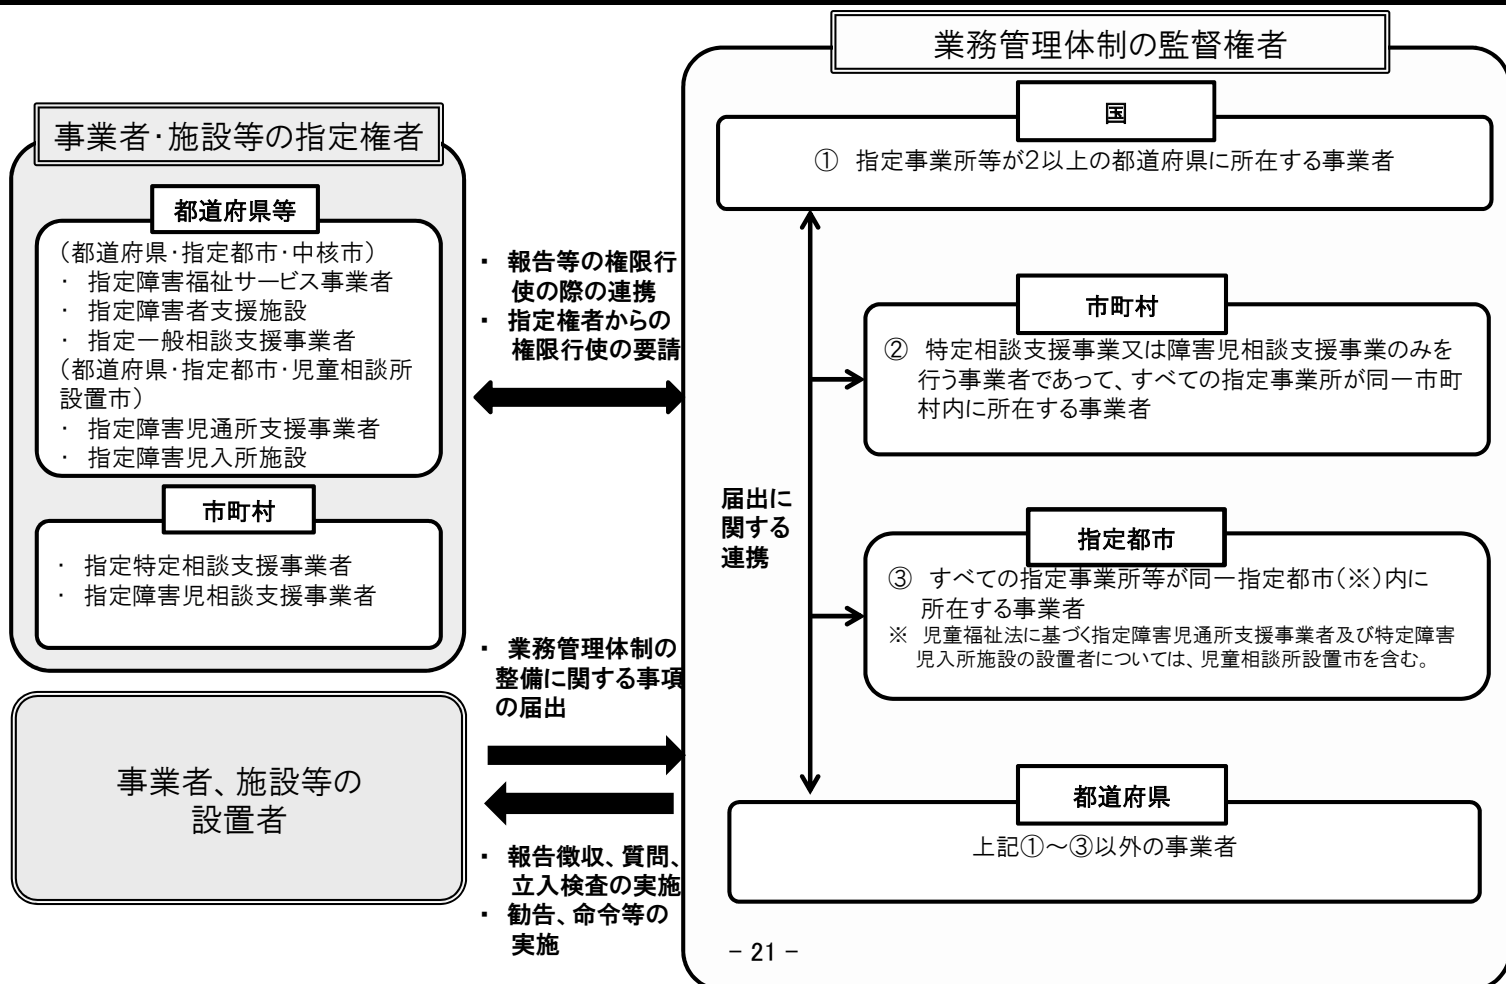 事業者・施設等の指定権者
都道府県等
（都道府県・指定都市・中核市）
・ 指定障害福祉サービス事業者
・ 指定障害者支援施設
・ 指定一般相談支援事業者
（都道府県・指定都市・児童相談所
設置市）
・ 指定障害児通所支援事業者
・ 指定障害児入所施設
市町村
・ 指定特定相談支援事業者
・ 指定障害児相談支援事業者
事業者、施設等の
設置者
・ 報告等の権限行
使の際の連携
・ 指定権者からの
権限行使の要請
・ 業務管理体制の
整備に関する事項
の届出
・ 報告徴収、質問、
立入検査の実施
・ 勧告、命令等の
実施
業務管理体制の監督権者
国
① 指定事業所等が2以上の都道府県に所在する事業者
市町村
② 特定相談支援事業又は障害児相談支援事業のみを
行う事業者であって、すべての指定事業所が同一市町
村内に所在する事業者
届出に
関する
連携
指定都市
③ すべての指定事業所等が同一指定都市（※）内に
所在する事業者
※ 児童福祉法に基づく指定障害児通所支援事業者及び特定障害
児入所施設の設置者については、児童相談所設置市を含む。
都道府県
上記①～③以外の事業者
- 21 -